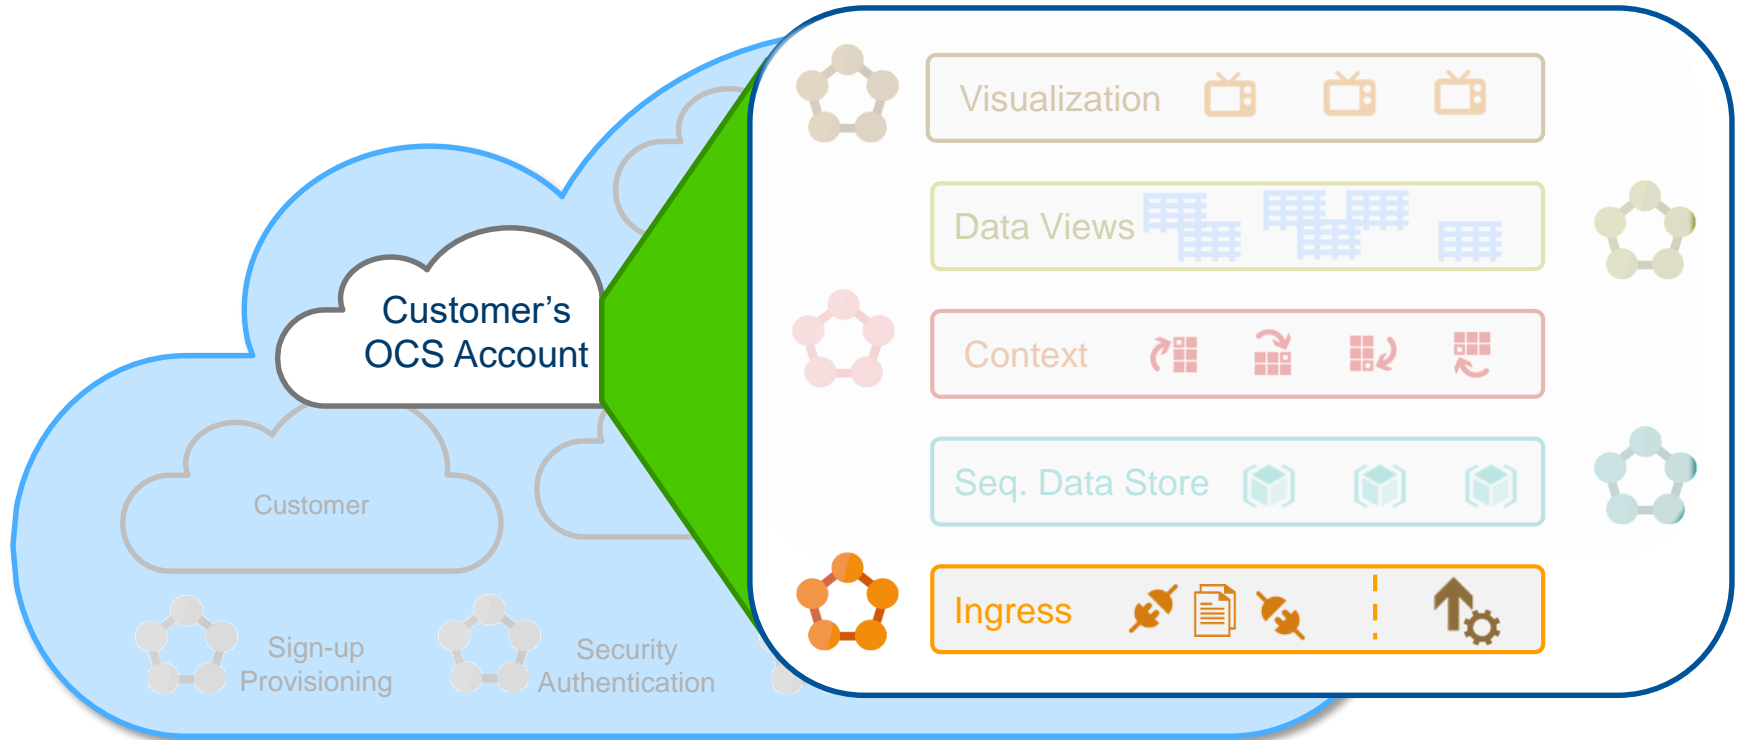 Customer’s
OCS Account
Customer
Sign-up
Provisioning
Security
Authentication
Visualization
Data Views
Context
Seq. Data Store
Ingress